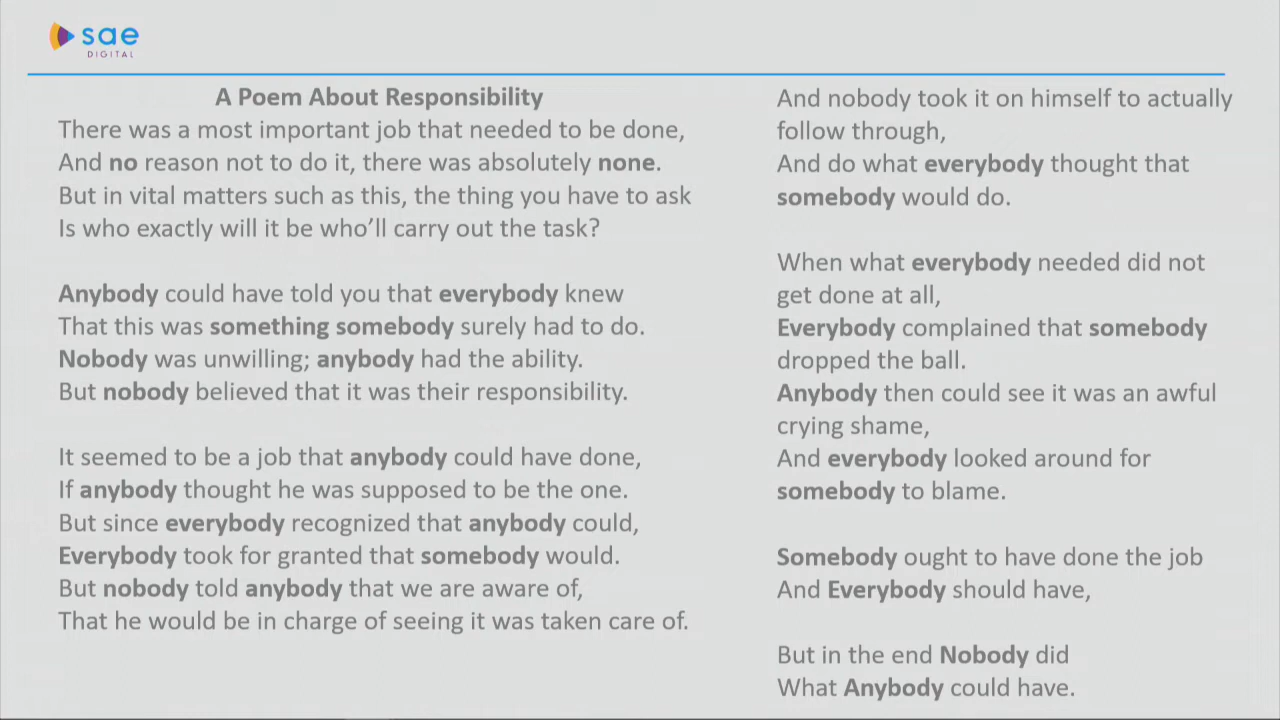 sae
DIGITAL
A Poem About Responsibility
There was a most important job that needed to be done,
And no reason not to do it, there was absolutely none.
But in vital matters such as this, the thing you have to ask
Is who exactly will it be who’ll carry out the task?
Anybody could have told you that everybody knew
That this was something somebody surely had to do.
Nobody was unwilling; anybody had the ability.
But nobody believed that it was their responsibility.
It seemed to be a job that anybody could have done,
If anybody thought he was supposed to be the one.
But since everybody recognized that anybody could,
Everybody took for granted that somebody would.
But nobody told anybody that we are aware of,
That he would be in charge of seeing it was taken care of.
And nobody took it on himself to actually
follow through,
And do what everybody thought that
somebody would do.
When what everybody needed did not
get done at all,
Everybody complained that somebody
dropped the ball.
Anybody then could see it was an awful
crying shame,
And everybody looked around for
somebody to blame.
Somebody ought to have done the job
And Everybody should have,
But in the end Nobody did
What Anybody could have.